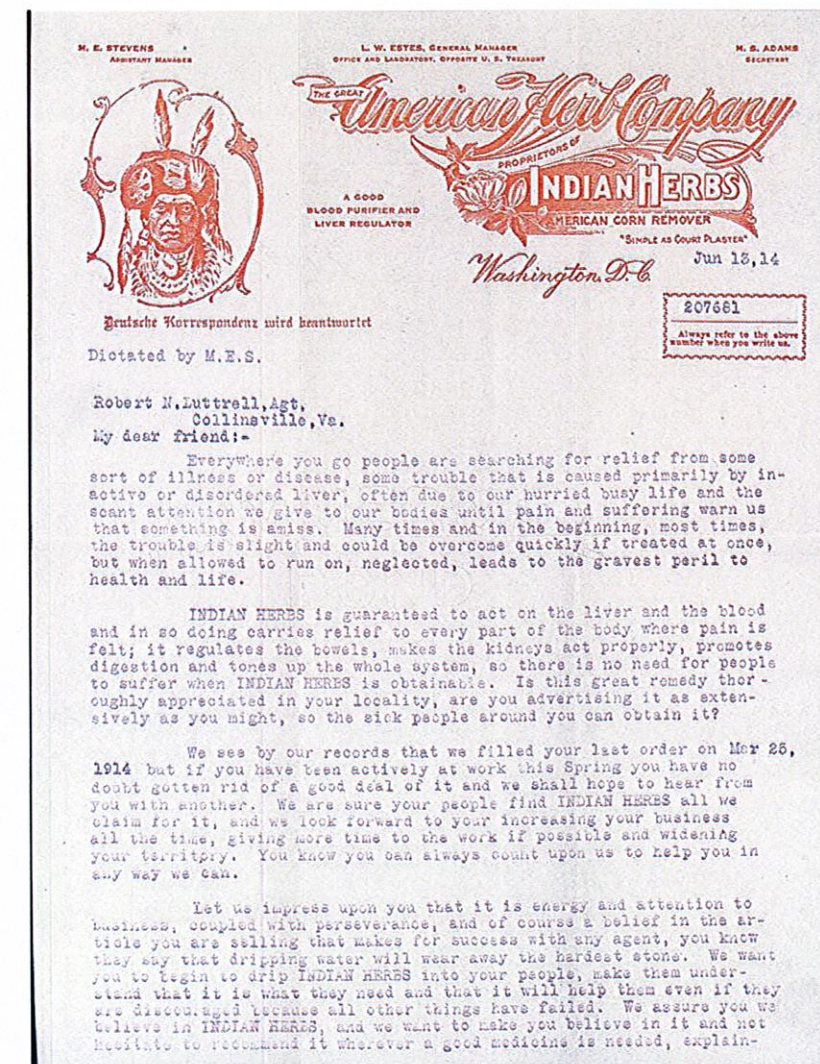 M. E. STEVENS
ASSISTANT MANAGER
L. W. ESTES, GENERAL MANAGER
OFFICE AND LABORATORY, OPPOSITE U. S. TREASURY
H. S. ADAMS
SECRETARY
THE GREAT American Herb Company
PROPRIETORS OF
INDIAN HERBS
AMERICAN CORN REMOVER
"SIMPLE AS COURT PLASTER"
A GOOD
BLOOD PURIFIER AND
LIVER REGULATOR
Washington, D.C.
Jun 13,14
207681
Always refer to the above
number when you write us.
Deutsche Korrespondenz wird beantwortet
Dictated by M.E.S.
Robert N.Luttrell,Agt,
Collinsville,Va.
My dear friend:-
Everywhere you go people are searching for relief from some
sort of illness or disease, some trouble that is caused primarily by in-
active or disordered liver, often due to our hurried busy life and the
scant attention we give to our bodies until pain and suffering warn us
that something is amiss. Many times and in the beginning, most times,
the trouble is slight and could be overcome quickly if treated at once,
but when allowed to run on, neglected, leads to the gravest peril to
health and life.
INDIAN HERBS is guaranteed to act on the liver and the blood
and in so doing carries relief to every part of the body where pain is
felt; it regulates the bowels, makes the kidneys act properly, promotes
digestion and tones up the whole system, so there is no need for people
to suffer when INDIAN HERBS is obtainable. Is this great remedy thor-
oughly appreciated in your locality, are you advertising it as exten-
sively as you might, so the sick people around you can obtain it?
We see by our records that we filled your last order on Mar 25,
1914 but if you have been actively at work this Spring you have no
doubt gotten rid of a good deal of it and we shall hope to hear from
you with another. We are sure your people find INDIAN HERBS all we
claim for it, and we look forward to your increasing your business
all the time, giving more time to the work if possible and widening
your territory. You know you can always count upon us to help you in
any way we can.
Let us impress upon you that it is energy and attention to
business, coupled with perseverance, and of course a belief in the ar-
ticle you are selling that makes for success with any agent, you know
they say that dripping water will wear away the hardest stone. We want
you to begin to drip INDIAN HERBS into your people, make them under-
stand that it is what they need and that it will help them even if they
are discouraged because all other things have failed. We assure you we
believe in INDIAN HERBS, and we want to make you believe in it and not
hesitate to recommend it wherever a good medicine is needed, explain-